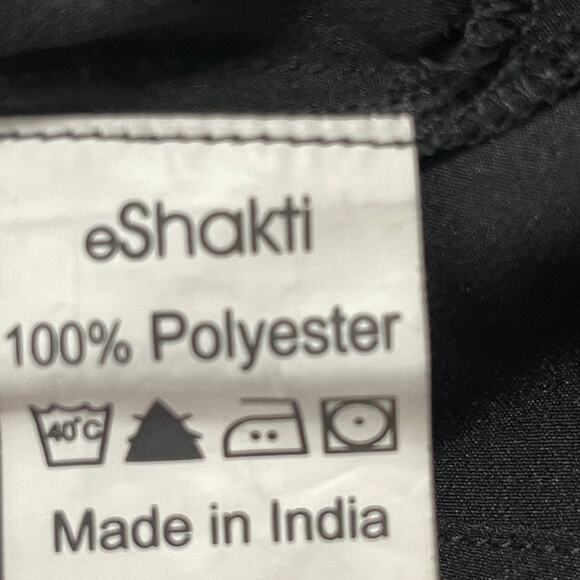 eShakti
100% Polyester
40°C
Made in India